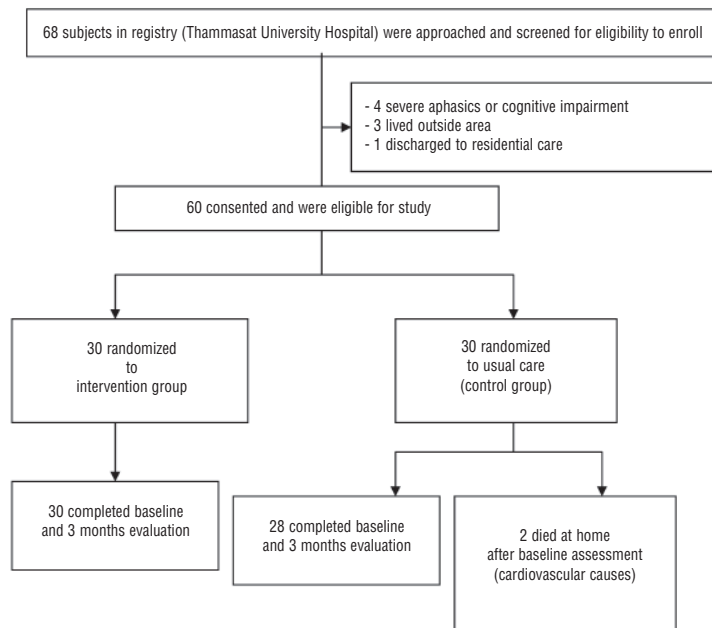 68 subjects in registry (Thammasat University Hospital) were approached and screened for eligibility to enroll
- 4 severe aphasics or cognitive impairment
- 3 lived outside area
- 1 discharged to residential care
60 consented and were eligible for study
30 randomized
to
intervention group
30 randomized
to usual care
(control group)
30 completed baseline
and 3 months evaluation
28 completed baseline
and 3 months evaluation
2 died at home
after baseline assessment
(cardiovascular causes)